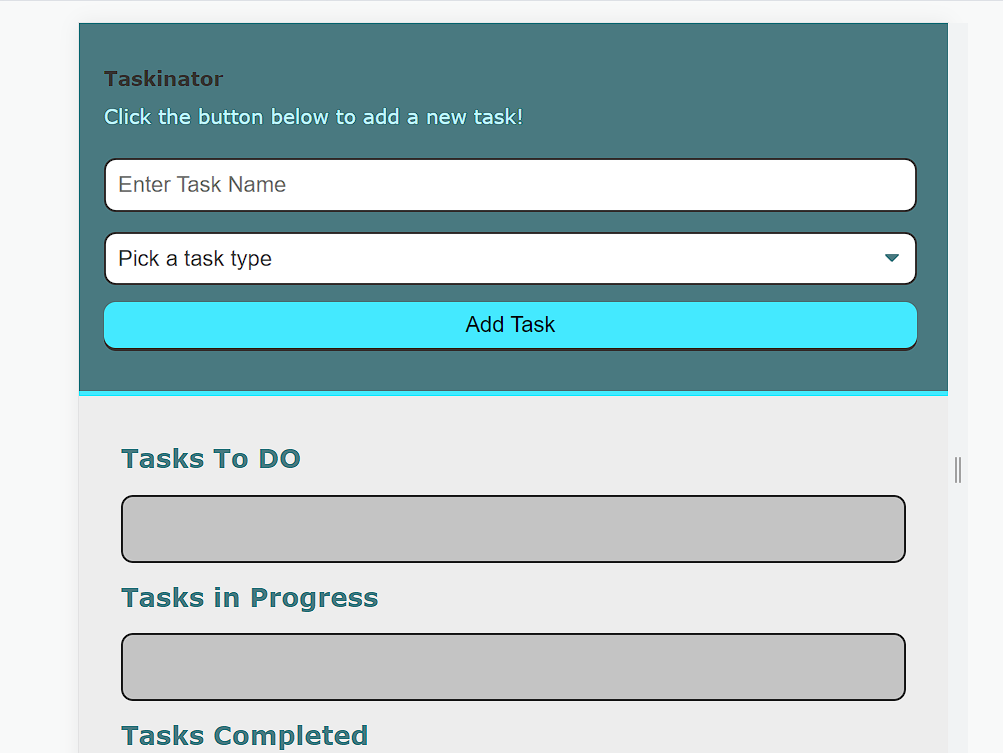 Taskinator
Click the button below to add a new task!
Enter Task Name
Pick a task type
Add Task
Tasks To DO
Tasks in Progress
Tasks Completed